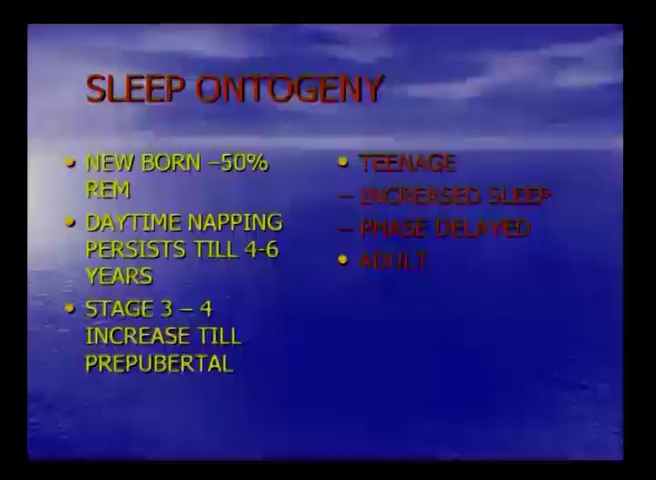 SLEEP ONTOGENY
• NEW BORN –50%
REM
• DAYTIME NAPPING
PERSISTS TILL 4-6
YEARS
• STAGE 3 – 4
INCREASE TILL
PREPUBERTAL
• TEENAGE
– INCREASED SLEEP
– PHASE DELAYED
• ADULT